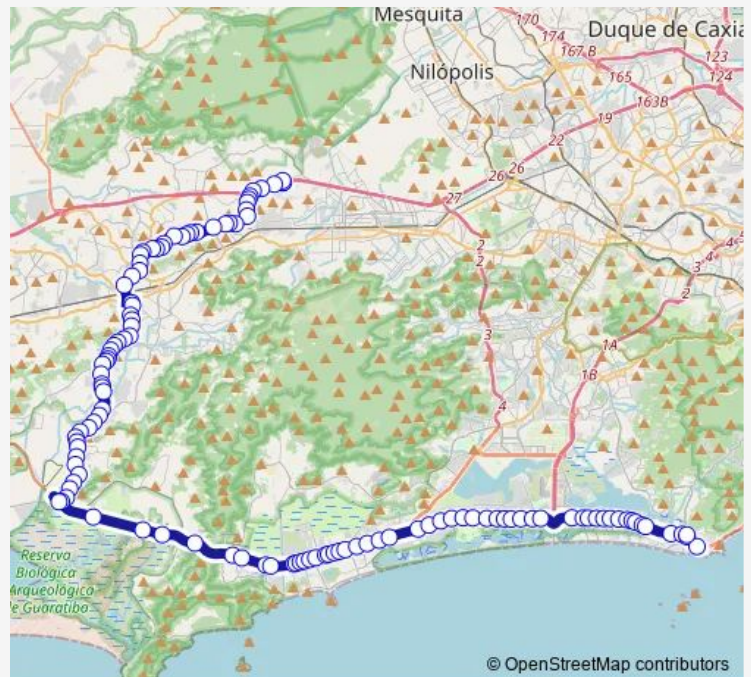 Mesquita
Duque de Caxia
Nilópolis
170
174
167 B
165
123
124
163B
19
22
26
26
27
2
2
3
4
4
3
2
1A
1B
3
4
Reserva
Biológica
Arqueológica
de Guaratiba
© OpenStreetMap contributors